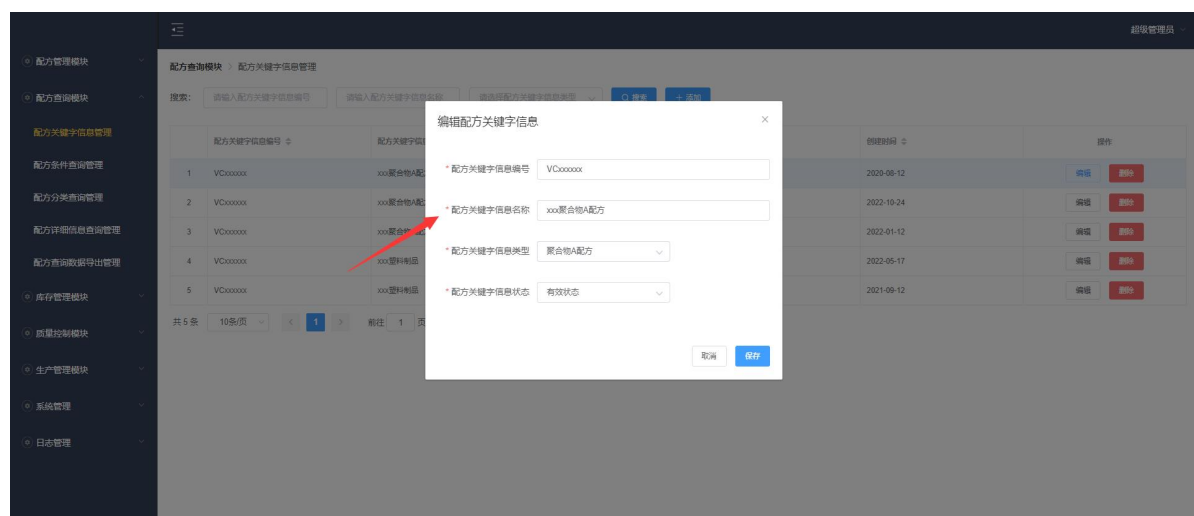 超级管理员
配方管理模块
配方查询模块
配方关键字信息管理
配方条件查询管理
配方分类查询管理
配方详细信息查询管理
配方查询数据导出管理
库存管理模块
质量控制模块
生产管理模块
系统管理
日志管理
配方查询模块 > 配方关键字信息管理
搜索: 请输入配方关键字信息编号 请输入配方关键字信息名称 请选择配方关键字信息类型 搜索 + 添加
配方关键字信息编号 配方关键字信息 创建时间 操作
1 VCxxxxxx xxx聚合物A配 2020-08-12 编辑 删除
2 VCxxxxxx xxx聚合物A配 2022-10-24 编辑 删除
3 VCxxxxxx xxx聚合物 2022-01-12 编辑 删除
4 VCxxxxxx xxx塑料制品 2022-05-17 编辑 删除
5 VCxxxxxx xxx塑料制品 2021-09-12 编辑 删除
共 5 条 10条/页 < 1 > 前往 1 页
编辑配方关键字信息 ×
* 配方关键字信息编号 VCxxxxxx
* 配方关键字信息名称 xxx聚合物A配方
* 配方关键字信息类型 聚合物A配方
* 配方关键字信息状态 有效状态
取消 保存